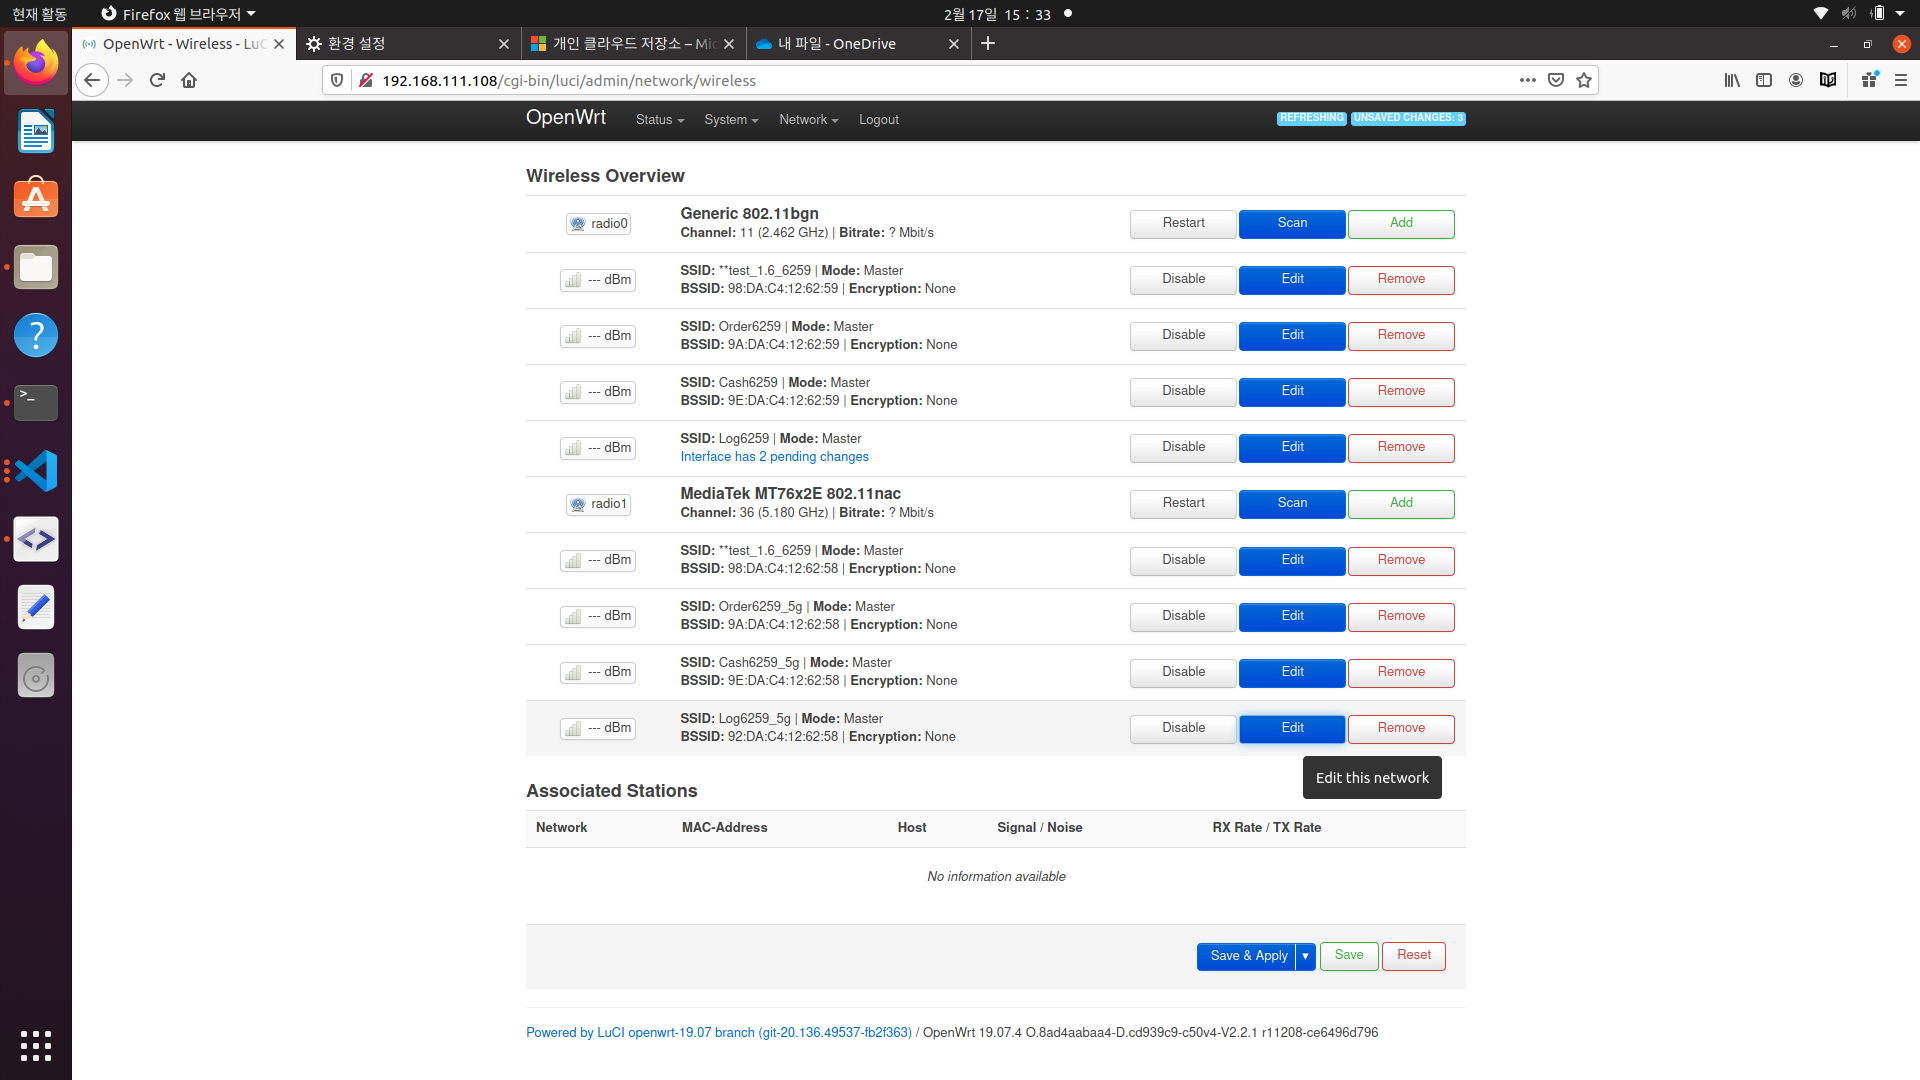 현재 활동
Firefox 웹 브라우저
2월 17일 15 : 33
OpenWrt - Wireless - LuC
환경 설정
개인 클라우드 저장소 – Mic
내 파일 - OneDrive
192.168.111.108/cgi-bin/luci/admin/network/wireless
OpenWrt Status System Network Logout
REFRESHING UNSAVED CHANGES: 3
Wireless Overview
radio0
Generic 802.11bgn
Channel: 11 (2.462 GHz) | Bitrate: ? Mbit/s
Restart Scan Add
--- dBm
SSID: **test_1.6_6259 | Mode: Master
BSSID: 98:DA:C4:12:62:59 | Encryption: None
Disable Edit Remove
--- dBm
SSID: Order6259 | Mode: Master
BSSID: 9A:DA:C4:12:62:59 | Encryption: None
Disable Edit Remove
--- dBm
SSID: Cash6259 | Mode: Master
BSSID: 9E:DA:C4:12:62:59 | Encryption: None
Disable Edit Remove
--- dBm
SSID: Log6259 | Mode: Master
Interface has 2 pending changes
Disable Edit Remove
radio1
MediaTek MT76x2E 802.11nac
Channel: 36 (5.180 GHz) | Bitrate: ? Mbit/s
Restart Scan Add
--- dBm
SSID: **test_1.6_6259 | Mode: Master
BSSID: 98:DA:C4:12:62:58 | Encryption: None
Disable Edit Remove
--- dBm
SSID: Order6259_5g | Mode: Master
BSSID: 9A:DA:C4:12:62:58 | Encryption: None
Disable Edit Remove
--- dBm
SSID: Cash6259_5g | Mode: Master
BSSID: 9E:DA:C4:12:62:58 | Encryption: None
Disable Edit Remove
--- dBm
SSID: Log6259_5g | Mode: Master
BSSID: 92:DA:C4:12:62:58 | Encryption: None
Disable Edit Remove
Edit this network
Associated Stations
Network MAC-Address Host Signal / Noise RX Rate / TX Rate
No information available
Save & Apply Save Reset
Powered by LuCI openwrt-19.07 branch (git-20.136.49537-fb2f363) / OpenWrt 19.07.4 O.8ad4aabaa4-D.cd939c9-c50v4-V2.2.1 r11208-ce6496d796